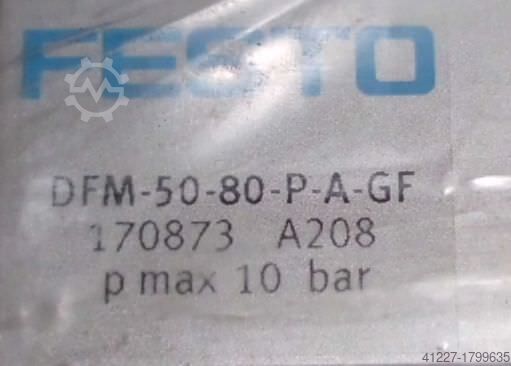 FESTO
DFM-50-80-P-A-GF
170873 A208
p max 10 bar
41227-1799635